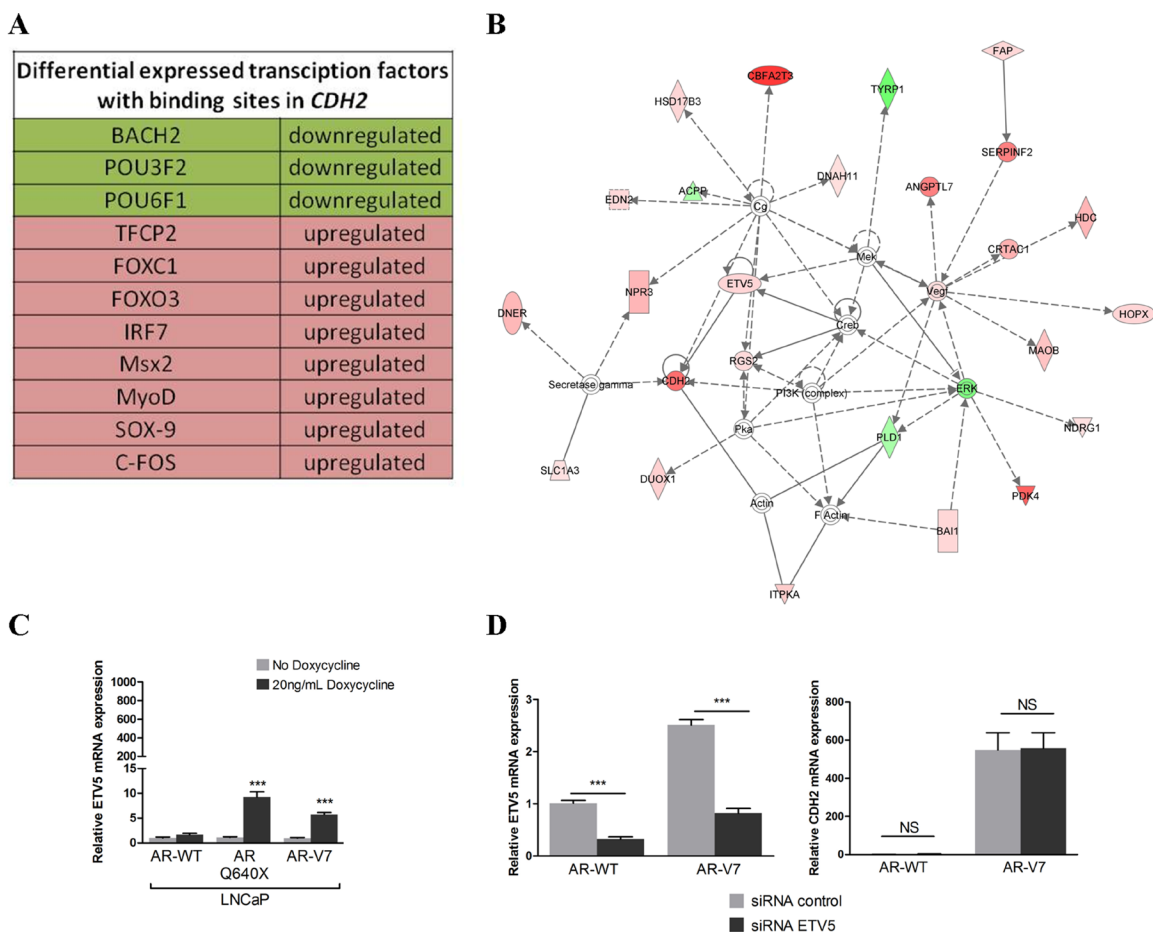 A
Differential expressed transciption factors
with binding sites in CDH2
BACH2 downregulated
POU3F2 downregulated
POU6F1 downregulated
TFCP2 upregulated
FOXC1 upregulated
FOXO3 upregulated
IRF7 upregulated
Msx2 upregulated
MyoD upregulated
SOX-9 upregulated
C-FOS upregulated
B
FAP
CBFA2T3
TYRP1
HSD17B3
SERPINF2
DNAH11
ANGPTL7
ACPP
EDN2
Cg
HDC
CRTAC1
Mek
ETV5
NPR3
Vegf
DNER
HOPX
Creb
MAOB
RGS2
Secretase gamma
CDH2
PI3K (complex)
ERK
Pka
NDRG1
PLD1
SLC1A3
DUOX1
PDK4
Actin
F Actin
BAI1
ITPKA
C
No Doxycycline
20ng/mL Doxycycline
Relative ETV5 mRNA expression
1000
800
600
400
200
15
10
5
0
***
***
AR-WT
AR
Q640X
AR-V7
LNCaP
D
Relative ETV5 mRNA expression
3
2
1
0
***
***
AR-WT
AR-V7
Relative CDH2 mRNA expression
800
600
400
200
0
NS
NS
AR-WT
AR-V7
siRNA control
siRNA ETV5